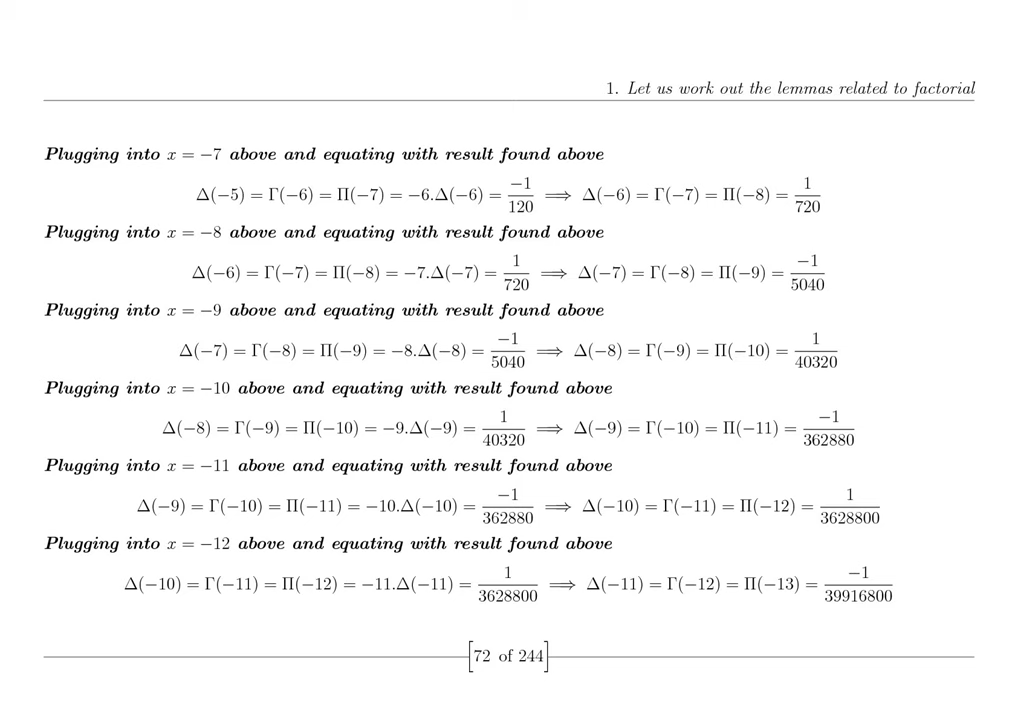 1. Let us work out the lemmas related to factorial
Plugging into x = −7 above and equating with result found above
Δ(−5) = Γ(−6) = Π(−7) = −6.Δ(−6) = −1/120 ⟹ Δ(−6) = Γ(−7) = Π(−8) = 1/720
Plugging into x = −8 above and equating with result found above
Δ(−6) = Γ(−7) = Π(−8) = −7.Δ(−7) = 1/720 ⟹ Δ(−7) = Γ(−8) = Π(−9) = −1/5040
Plugging into x = −9 above and equating with result found above
Δ(−7) = Γ(−8) = Π(−9) = −8.Δ(−8) = −1/5040 ⟹ Δ(−8) = Γ(−9) = Π(−10) = 1/40320
Plugging into x = −10 above and equating with result found above
Δ(−8) = Γ(−9) = Π(−10) = −9.Δ(−9) = 1/40320 ⟹ Δ(−9) = Γ(−10) = Π(−11) = −1/362880
Plugging into x = −11 above and equating with result found above
Δ(−9) = Γ(−10) = Π(−11) = −10.Δ(−10) = −1/362880 ⟹ Δ(−10) = Γ(−11) = Π(−12) = 1/3628800
Plugging into x = −12 above and equating with result found above
Δ(−10) = Γ(−11) = Π(−12) = −11.Δ(−11) = 1/3628800 ⟹ Δ(−11) = Γ(−12) = Π(−13) = −1/39916800
[72 of 244]